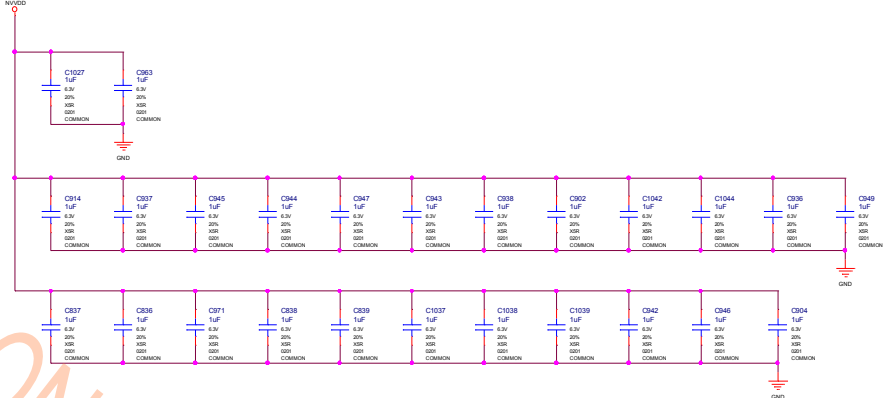 NVVDD
C1027
1uF
6.3V
20%
X5R
0201
COMMON
C963
1uF
6.3V
20%
X5R
0201
COMMON
GND
C914
1uF
6.3V
20%
X5R
0201
COMMON
C937
1uF
6.3V
20%
X5R
0201
COMMON
C945
1uF
6.3V
20%
X5R
0201
COMMON
C944
1uF
6.3V
20%
X5R
0201
COMMON
C947
1uF
6.3V
20%
X5R
0201
COMMON
C943
1uF
6.3V
20%
X5R
0201
COMMON
C938
1uF
6.3V
20%
X5R
0201
COMMON
C902
1uF
6.3V
20%
X5R
0201
COMMON
C1042
1uF
6.3V
20%
X5R
0201
COMMON
C1044
1uF
6.3V
20%
X5R
0201
COMMON
C936
1uF
6.3V
20%
X5R
0201
COMMON
C949
1uF
6.3V
20%
X5R
0201
COMMON
GND
C837
1uF
6.3V
20%
X5R
0201
COMMON
C836
1uF
6.3V
20%
X5R
0201
COMMON
C971
1uF
6.3V
20%
X5R
0201
COMMON
C838
1uF
6.3V
20%
X5R
0201
COMMON
C839
1uF
6.3V
20%
X5R
0201
COMMON
C1037
1uF
6.3V
20%
X5R
0201
COMMON
C1038
1uF
6.3V
20%
X5R
0201
COMMON
C1039
1uF
6.3V
20%
X5R
0201
COMMON
C942
1uF
6.3V
20%
X5R
0201
COMMON
C946
1uF
6.3V
20%
X5R
0201
COMMON
C904
1uF
6.3V
20%
X5R
0201
COMMON
GND